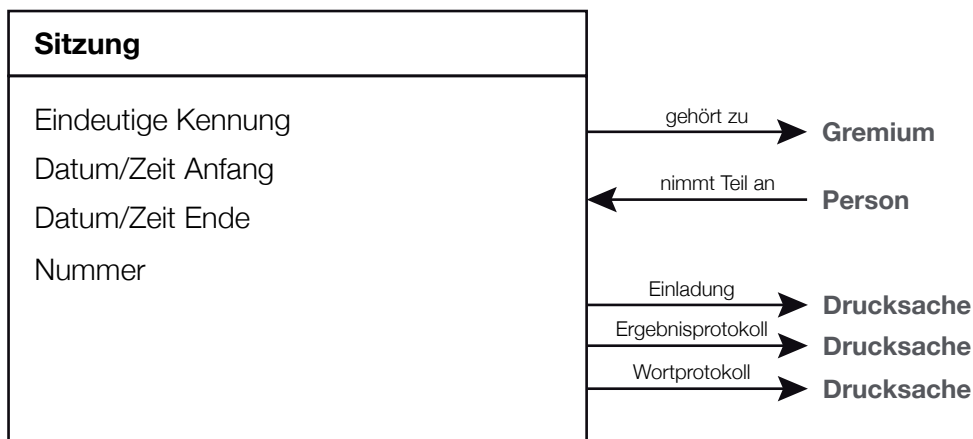 Sitzung
Eindeutige Kennung
Datum/Zeit Anfang
Datum/Zeit Ende
Nummer
gehört zu
Gremium
nimmt Teil an
Person
Einladung
Drucksache
Ergebnisprotokoll
Drucksache
Wortprotokoll
Drucksache